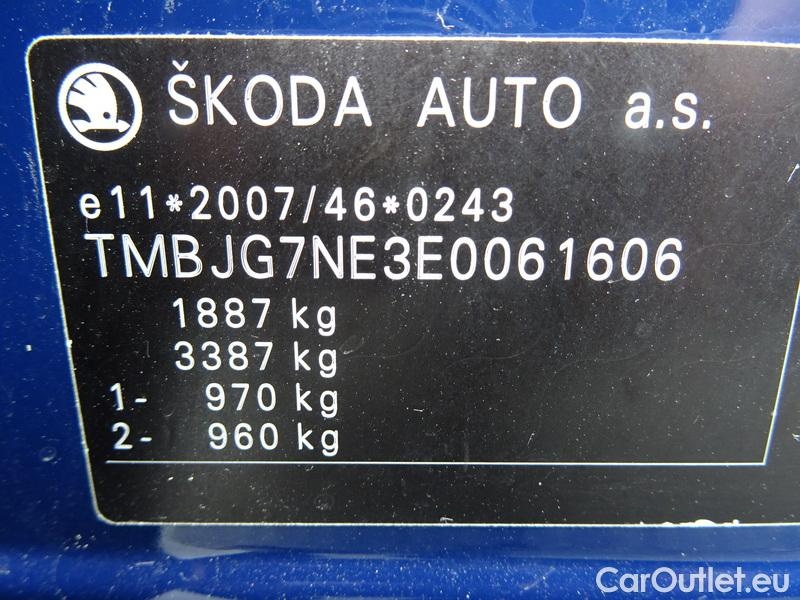 ŠKODA AUTO a.s.
e11*2007/46*0243
TMBJG7NE3E0061606
1887 kg
3387 kg
1- 970 kg
2- 960 kg
CarOutlet.eu